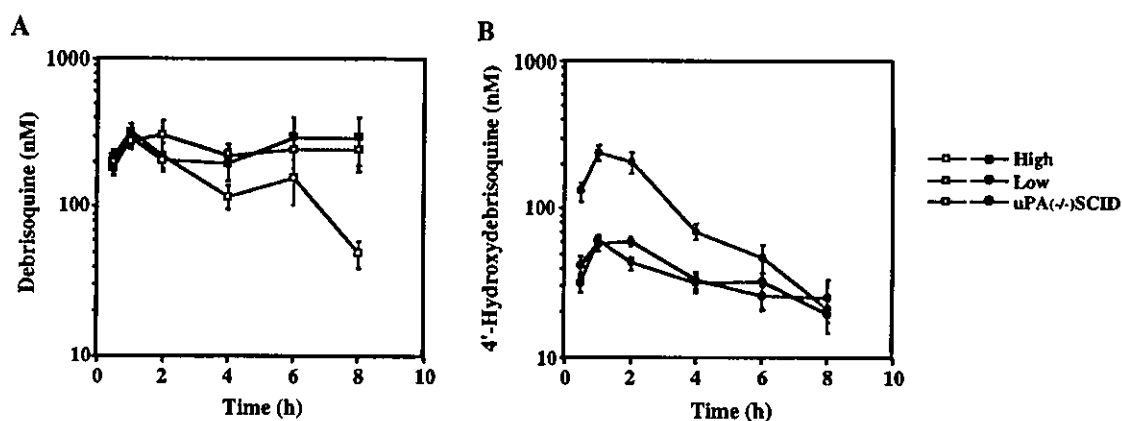 A
Debrisoquine (nM)
1000
100
10
0 2 4 6 8 10
Time (h)
B
4'-Hydroxydebrisoquine (nM)
1000
100
10
0 2 4 6 8 10
Time (h)
High
Low
uPA(-/-)SCID